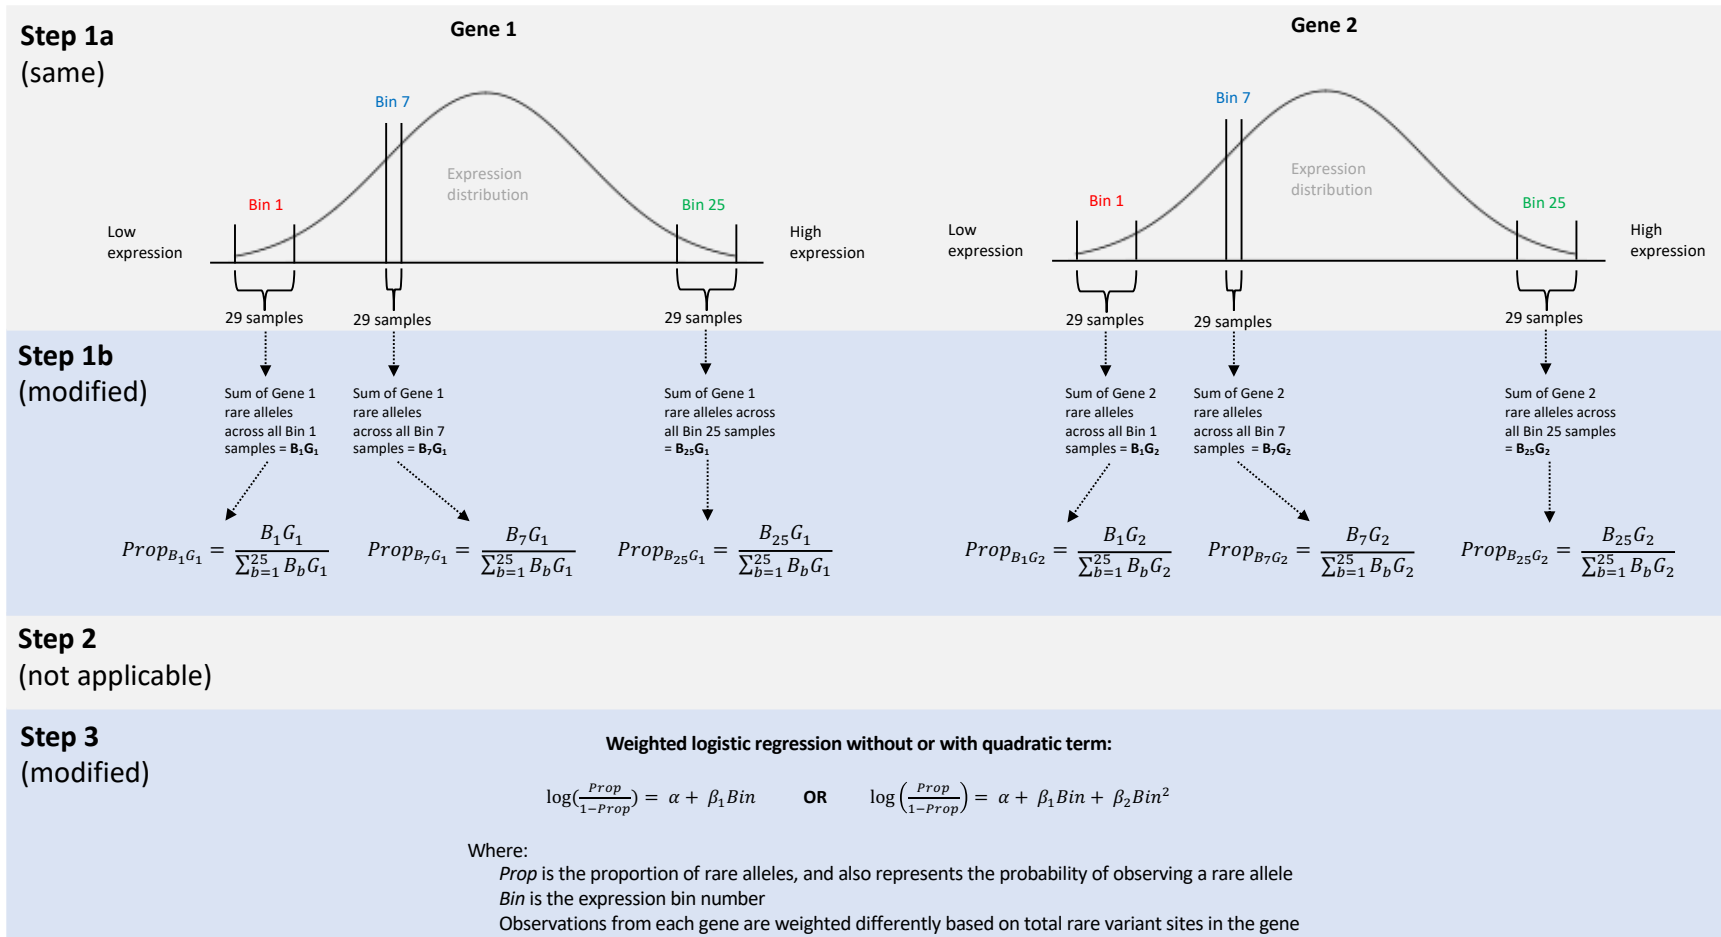 Step 1a
(same)
Gene 1
Gene 2
Bin 7
Bin 7
Expression
distribution
Expression
distribution
Bin 1
Bin 25
Bin 1
Bin 25
Low
expression
High
expression
Low
expression
High
expression
29 samples
29 samples
29 samples
29 samples
29 samples
29 samples
Step 1b
(modified)
Sum of Gene 1
rare alleles
across all Bin 1
samples = B₁G₁
Sum of Gene 1
rare alleles
across all Bin 7
samples = B₇G₁
Sum of Gene 1
rare alleles across
all Bin 25 samples
= B₂₅G₁
Sum of Gene 2
rare alleles
across all Bin 1
samples = B₁G₂
Sum of Gene 2
rare alleles
across all Bin 7
samples = B₇G₂
Sum of Gene 2
rare alleles across
all Bin 25 samples
= B₂₅G₂
Prop_{B₁G₁} = B₁G₁ / ∑_{b=1}^{25} B_bG₁
Prop_{B₇G₁} = B₇G₁ / ∑_{b=1}^{25} B_bG₁
Prop_{B₂₅G₁} = B₂₅G₁ / ∑_{b=1}^{25} B_bG₁
Prop_{B₁G₂} = B₁G₂ / ∑_{b=1}^{25} B_bG₂
Prop_{B₇G₂} = B₇G₂ / ∑_{b=1}^{25} B_bG₂
Prop_{B₂₅G₂} = B₂₅G₂ / ∑_{b=1}^{25} B_bG₂
Step 2
(not applicable)
Step 3
(modified)
Weighted logistic regression without or with quadratic term:
log(Prop / 1−Prop) = α + β₁Bin OR log(Prop / 1−Prop) = α + β₁Bin + β₂Bin²
Where:
Prop is the proportion of rare alleles, and also represents the probability of observing a rare allele
Bin is the expression bin number
Observations from each gene are weighted differently based on total rare variant sites in the gene